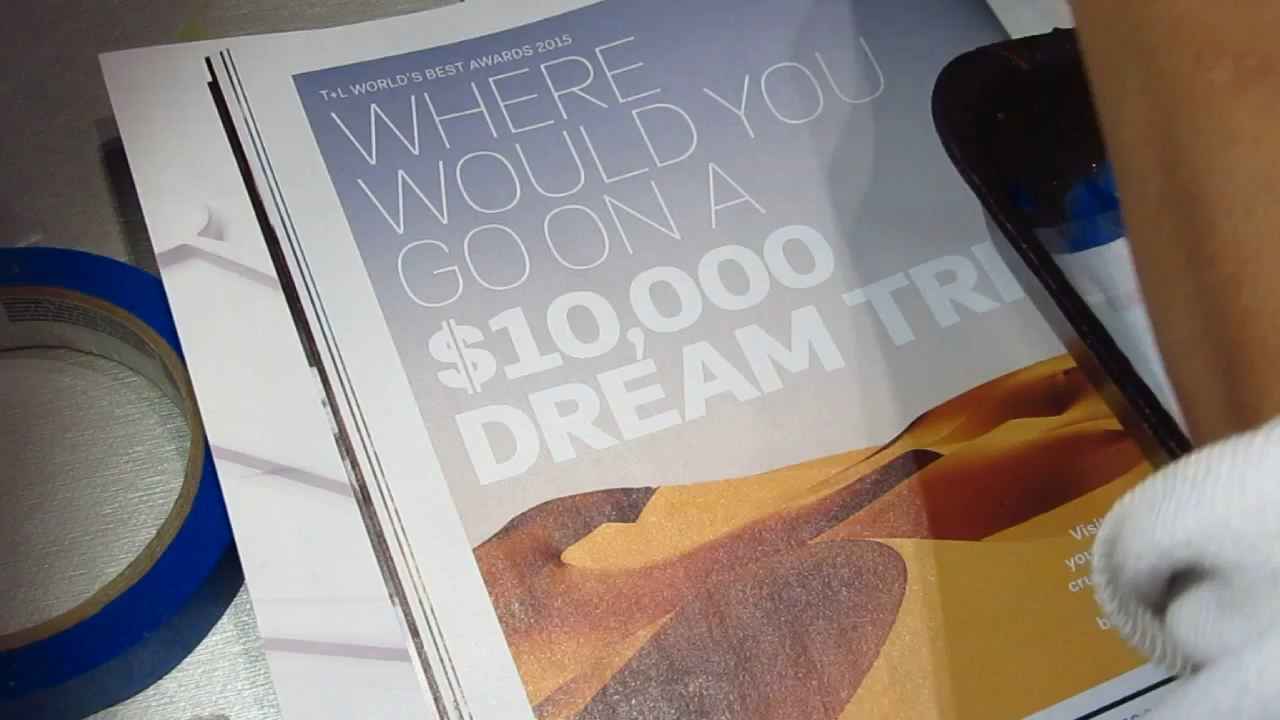 T+L WORLD'S BEST AWARDS 2015
WHERE
WOULD YOU
GO ON A
$10,000
DREAM TRI